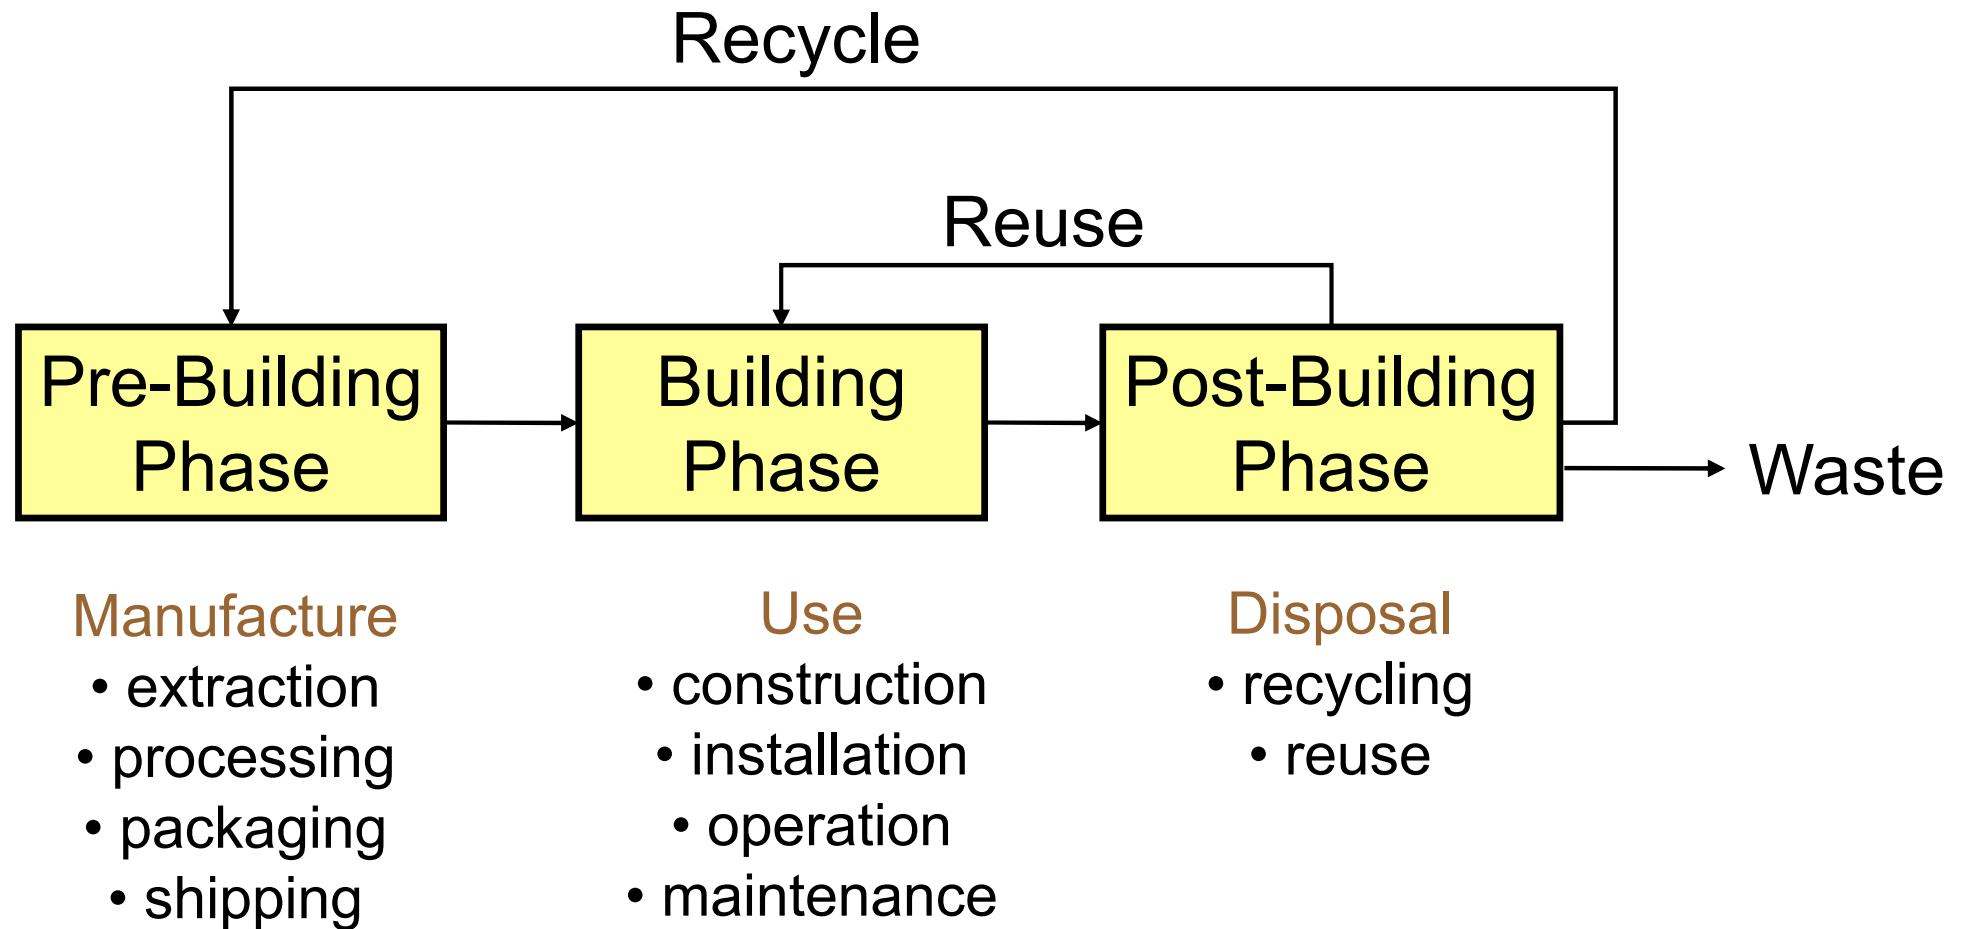 Recycle
Reuse
Pre-Building
Phase
Building
Phase
Post-Building
Phase
Waste
Manufacture
• extraction
• processing
• packaging
• shipping
Use
• construction
• installation
• operation
• maintenance
Disposal
• recycling
• reuse